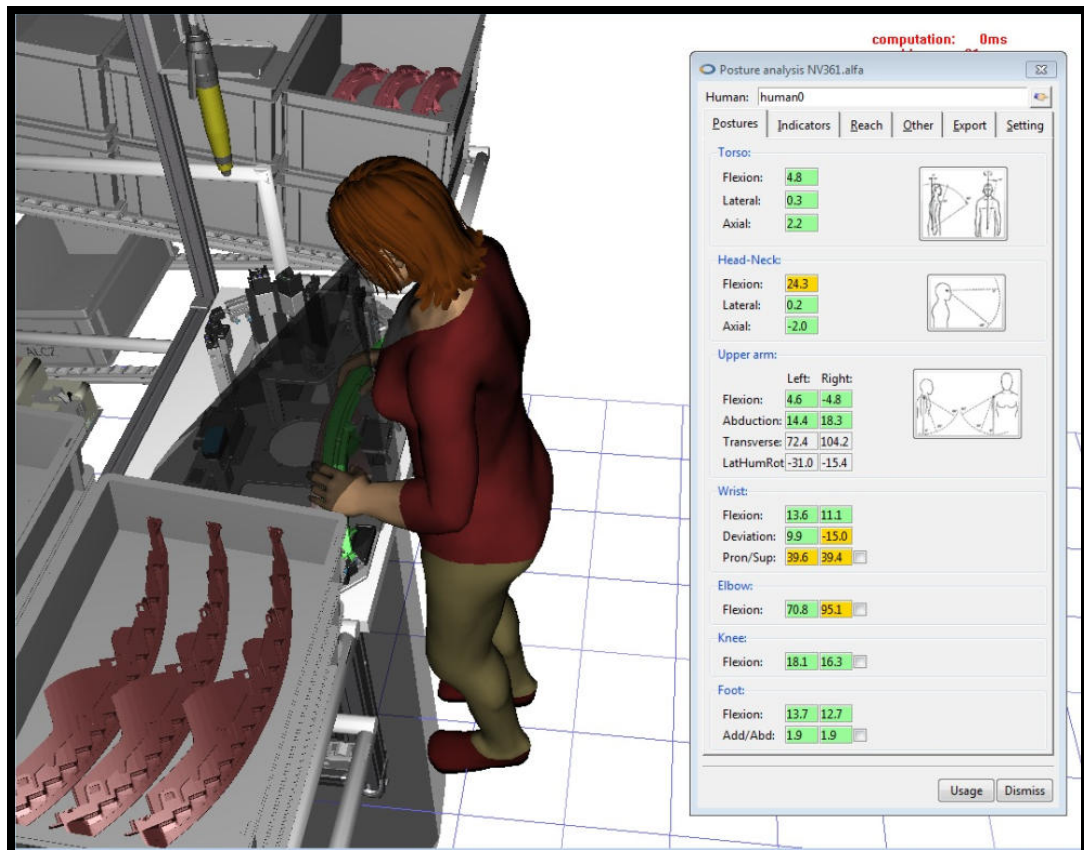 computation: 0ms
Posture analysis NV361.alfa
Human: human0
Postures Indicators Reach Other Export Setting
Torso:
Flexion: 4.8
Lateral: 0.3
Axial: 2.2
Head-Neck:
Flexion: 24.3
Lateral: 0.2
Axial: -2.0
Upper arm:
Left: Right:
Flexion: 4.6 -4.8
Abduction: 14.4 18.3
Transverse: 72.4 104.2
LatHumRot -31.0 -15.4
Wrist:
Flexion: 13.6 11.1
Deviation: 9.9 -15.0
Pron/Sup: 39.6 39.4
Elbow:
Flexion: 70.8 95.1
Knee:
Flexion: 18.1 16.3
Foot:
Flexion: 13.7 12.7
Add/Abd: 1.9 1.9
Usage Dismiss